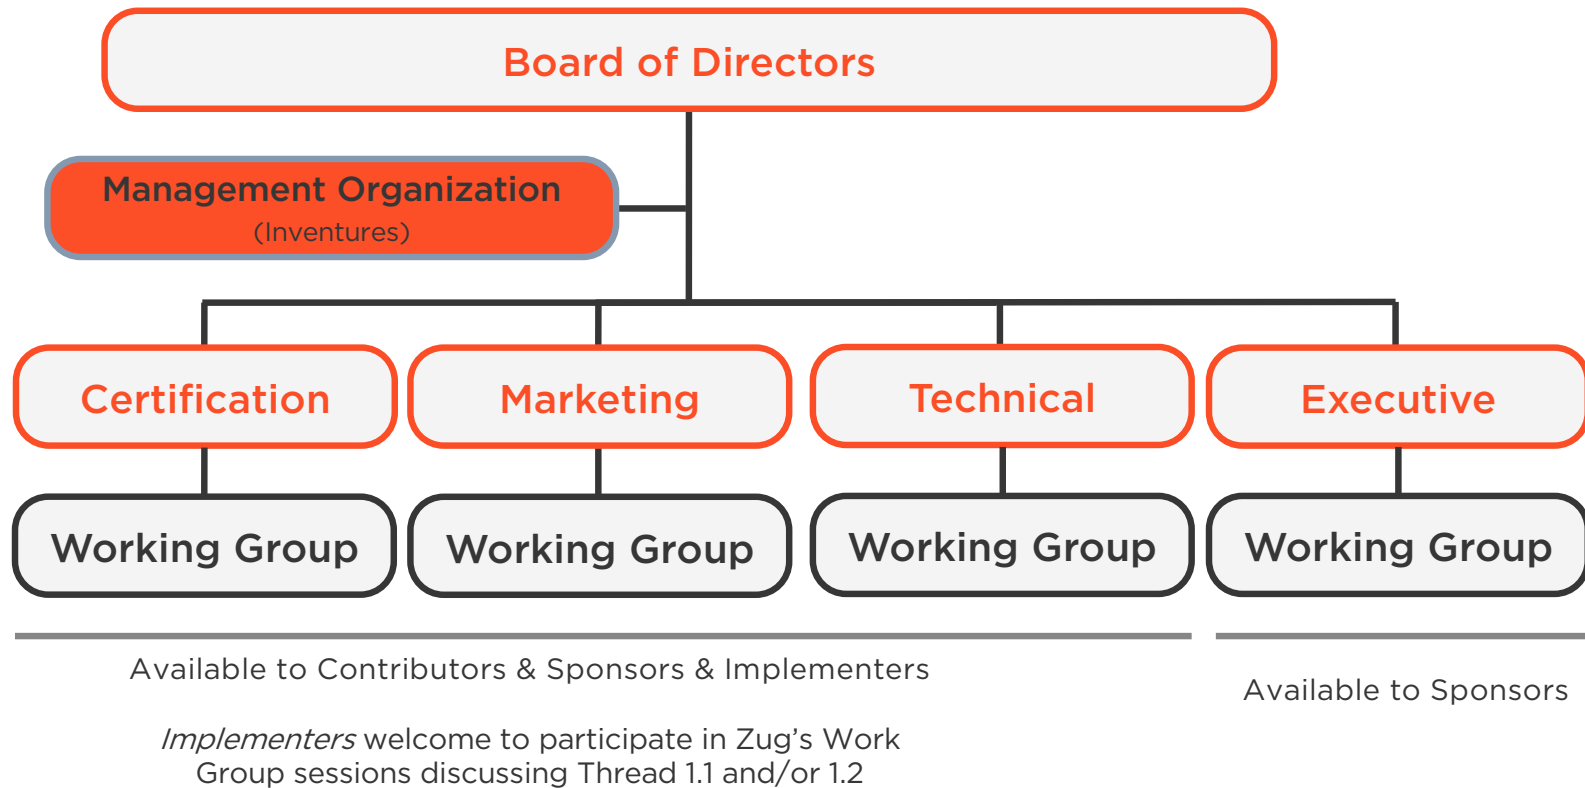 Board of Directors
Management Organization
(Inventures)
Certification
Marketing
Technical
Executive
Working Group
Working Group
Working Group
Working Group
Available to Contributors & Sponsors & Implementers
Available to Sponsors
Implementers welcome to participate in Zug's Work
Group sessions discussing Thread 1.1 and/or 1.2